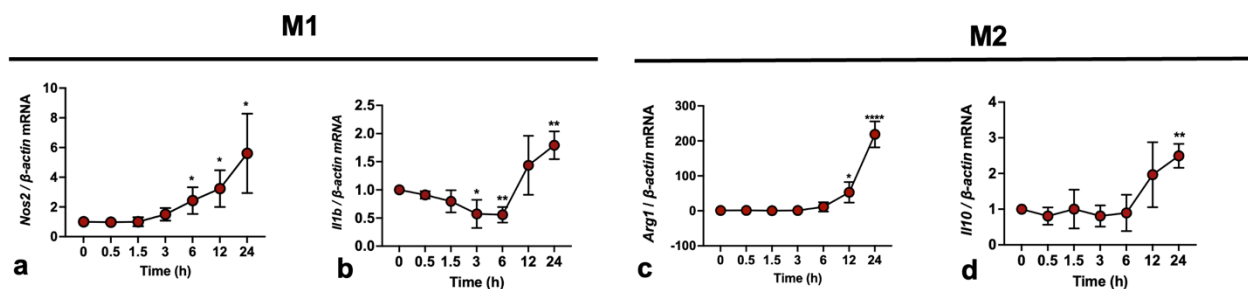 M1
M2
Nos2 / β-actin mRNA
10
8
6
4
2
0
* * *
0 0.5 1.5 3 6 12 24
Time (h)
a
Il1b / β-actin mRNA
2.5
2.0
1.5
1.0
0.5
0.0
* ** **
0 0.5 1.5 3 6 12 24
Time (h)
b
Arg1 / β-actin mRNA
300
200
100
0
-100
* ****
0 0.5 1.5 3 6 12 24
Time (h)
c
Il10 / β-actin mRNA
4
3
2
1
0
**
0 0.5 1.5 3 6 12 24
Time (h)
d